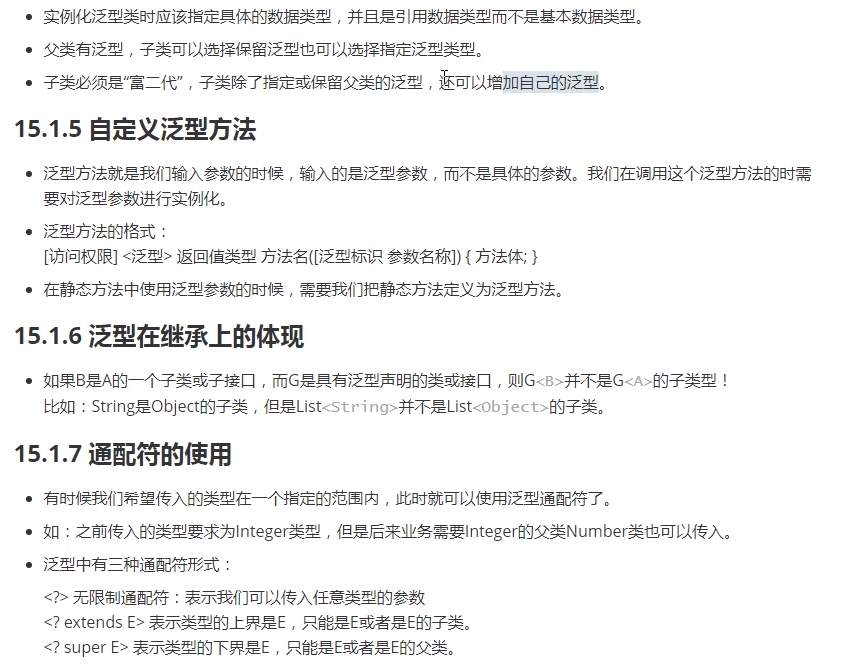 实例化泛型类时应该指定具体的数据类型，并且是引用数据类型而不是基本数据类型。
父类有泛型，子类可以选择保留泛型也可以选择指定泛型类型。
子类必须是“富二代”，子类除了指定或保留父类的泛型，还可以增加自己的泛型。
15.1.5 自定义泛型方法
泛型方法就是我们输入参数的时候，输入的是泛型参数，而不是具体的参数。我们在调用这个泛型方法的时需
要对泛型参数进行实例化。
泛型方法的格式：
[访问权限] <泛型> 返回值类型 方法名([泛型标识 参数名称]) { 方法体; }
在静态方法中使用泛型参数的时候，需要我们把静态方法定义为泛型方法。
15.1.6 泛型在继承上的体现
如果B是A的一个子类或子接口，而G是具有泛型声明的类或接口，则G<B>并不是G<A>的子类型！
比如：String是Object的子类，但是List<String>并不是List<Object>的子类。
15.1.7 通配符的使用
有时候我们希望传入的类型在一个指定的范围内，此时就可以使用泛型通配符了。
如：之前传入的类型要求为Integer类型，但是后来业务需要Integer的父类Number类也可以传入。
泛型中有三种通配符形式：
<?> 无限制通配符：表示我们可以传入任意类型的参数
<? extends E> 表示类型的上界是E，只能是E或者是E的子类。
<? super E> 表示类型的下界是E，只能是E或者是E的父类。